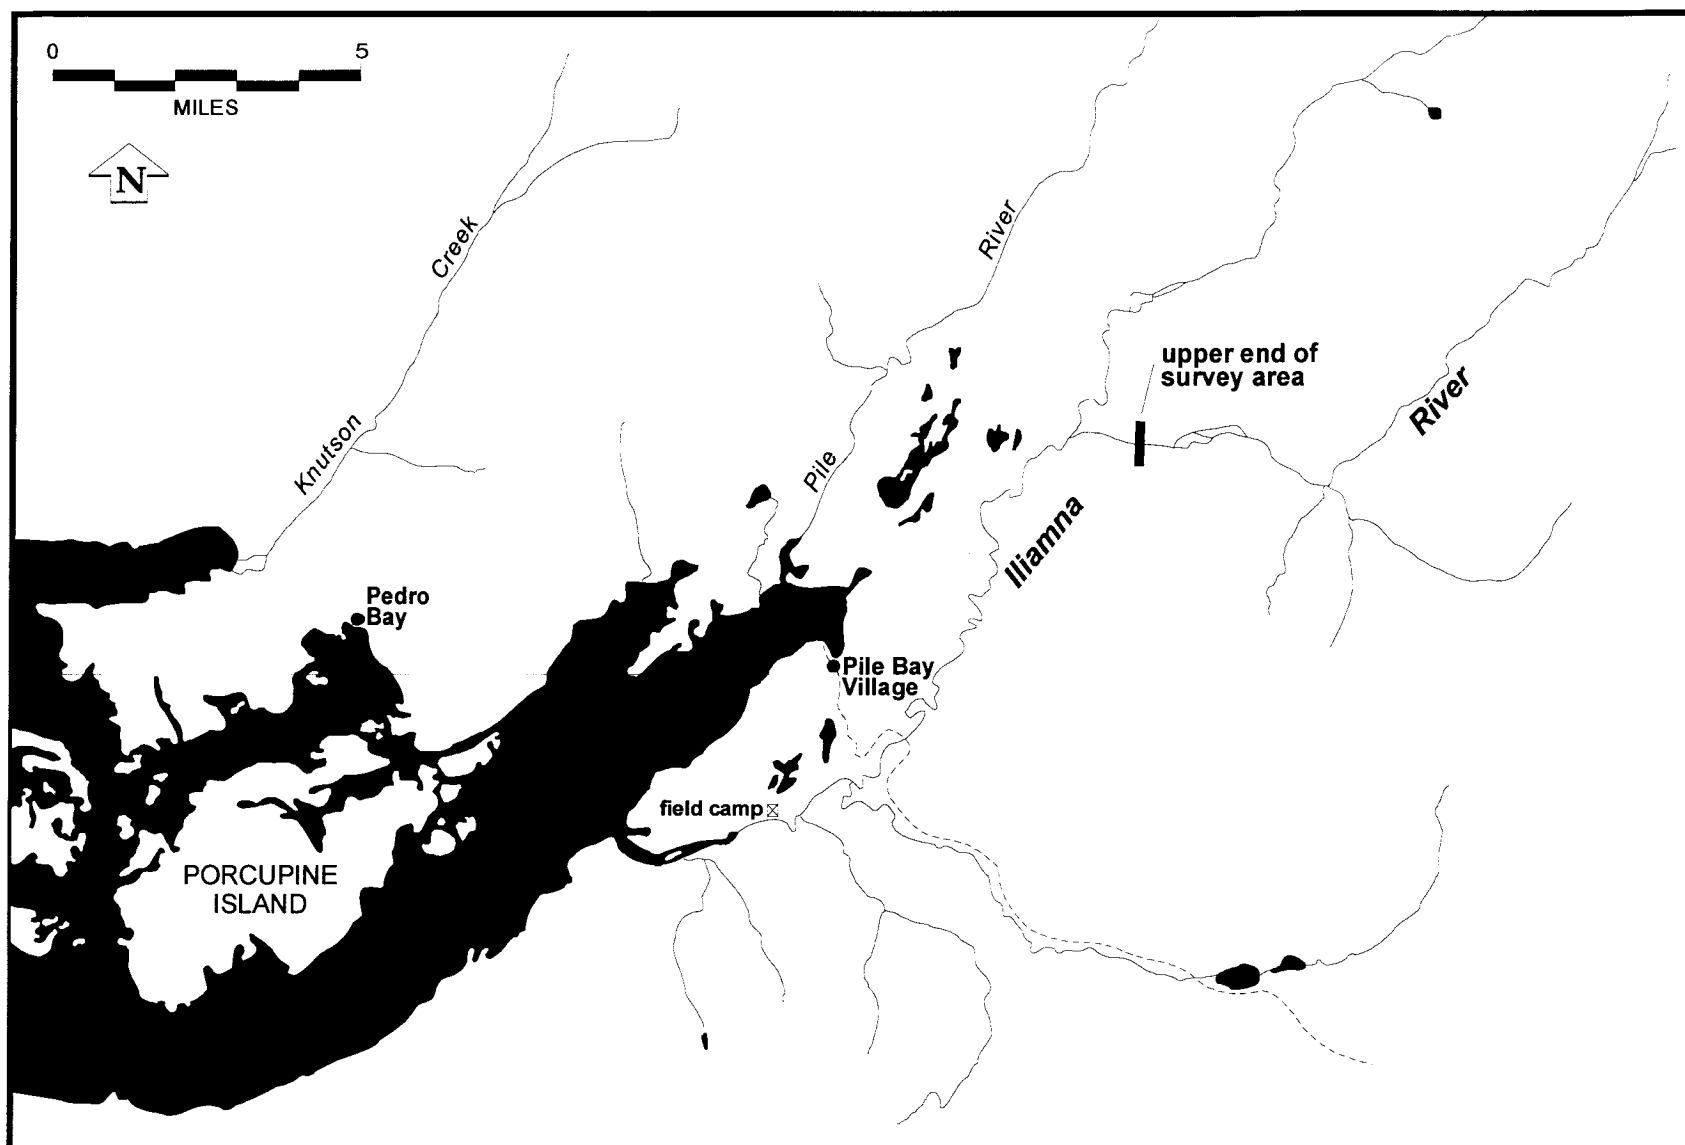 0 5
MILES
N
Creek
River
upper end of
survey area
River
Knutson
Pile
Iliamna
Pedro
Bay
Pile Bay
Village
field camp
PORCUPINE
ISLAND